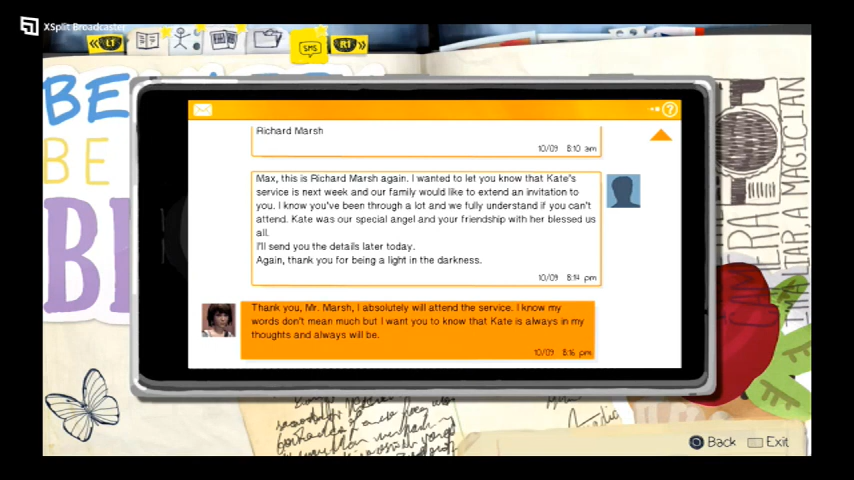 XSplit Broadcaster
LT
SMS
R1
BE
BE
Richard Marsh
10/09 8:10 am
Max, this is Richard Marsh again. I wanted to let you know that Kate's
service is next week and our family would like to extend an invitation to
you. I know you've been through a lot and we fully understand if you can't
attend. Kate was our special angel and your friendship with her blessed us
all.
I'll send you the details later today.
Again, thank you for being a light in the darkness.
10/09 8:14 pm
Thank you, Mr. Marsh, I absolutely will attend the service. I know my
words don't mean much but I want you to know that Kate is always in my
thoughts and always will be.
10/09 8:16 pm
CAMERA
I'M A LIAR, A MAGICIAN
Back
Exit